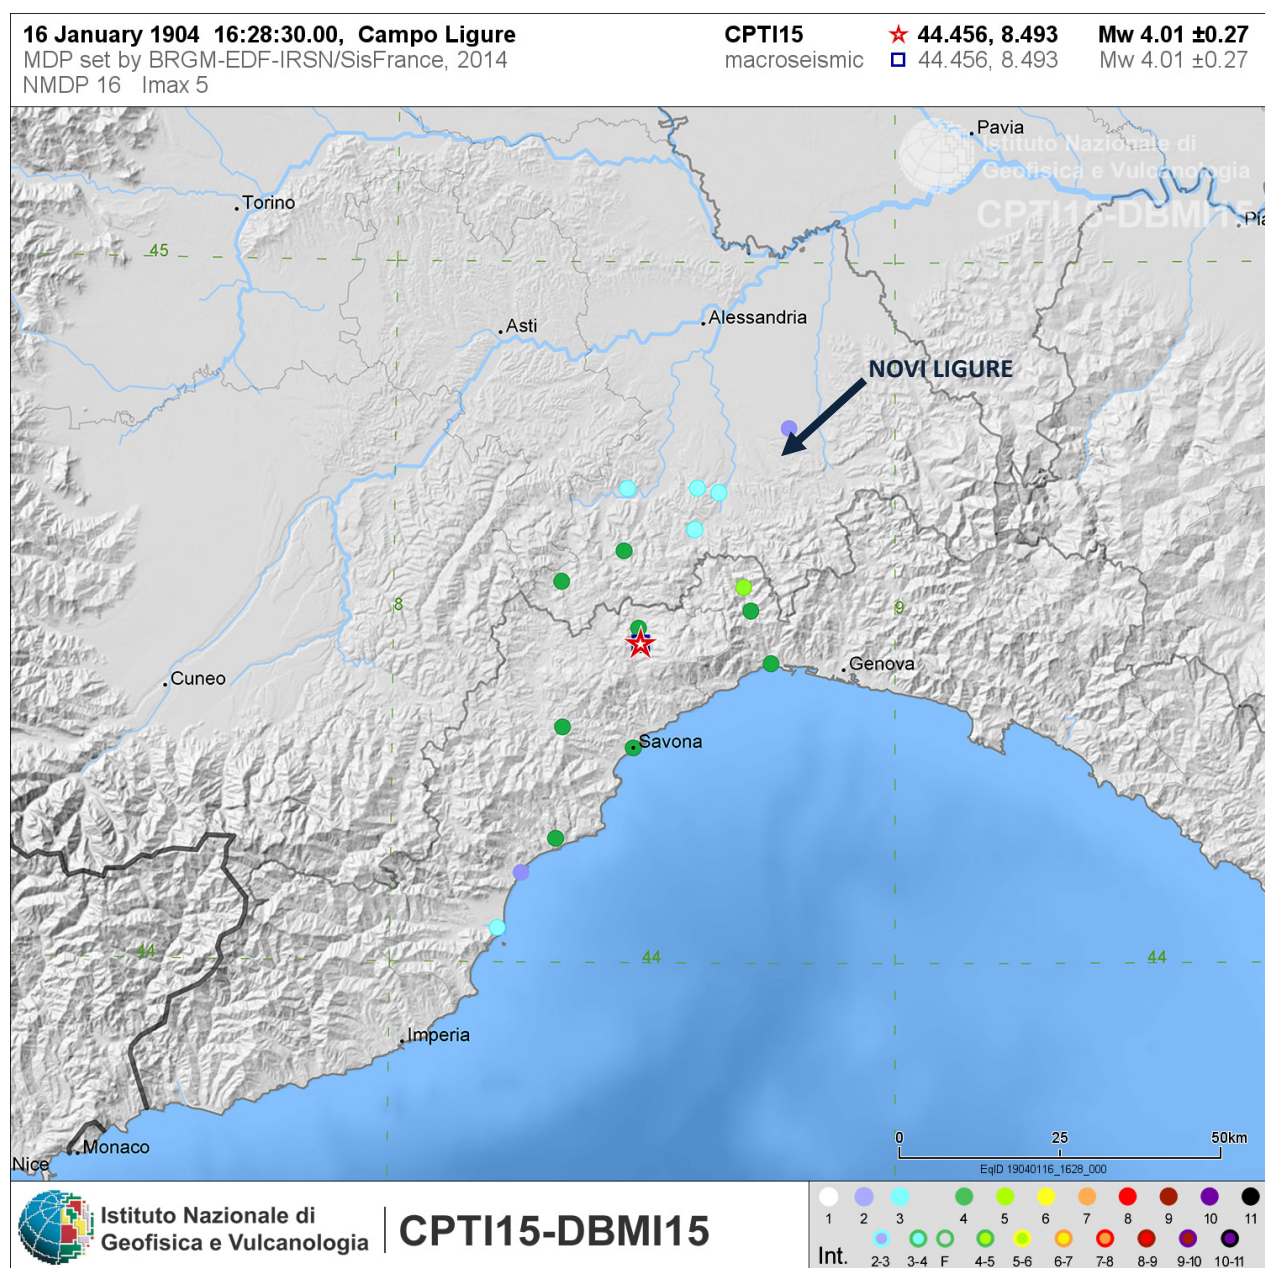 16 January 1904 16:28:30.00, Campo Ligure
CPTI15
44.456, 8.493
Mw 4.01 ±0.27
MDP set by BRGM-EDF-IRSN/SisFrance, 2014
macroseismic
44.456, 8.493
Mw 4.01 ±0.27
NMDP 16 Imax 5
Pavia
Istituto Nazionale di
Geofisica e Vulcanologia
CPTI15-DBMI15
Torino
Pia
45
Alessandria
Asti
NOVI LIGURE
8
9
Genova
Cuneo
Savona
44
44
44
Imperia
Monaco
Nice
0 25 50km
EqID 19040116_1628_000
Istituto Nazionale di
Geofisica e Vulcanologia
CPTI15-DBMI15
1 2 3 4 5 6 7 8 9 10 11
Int. 2-3 3-4 F 4-5 5-6 6-7 7-8 8-9 9-10 10-11